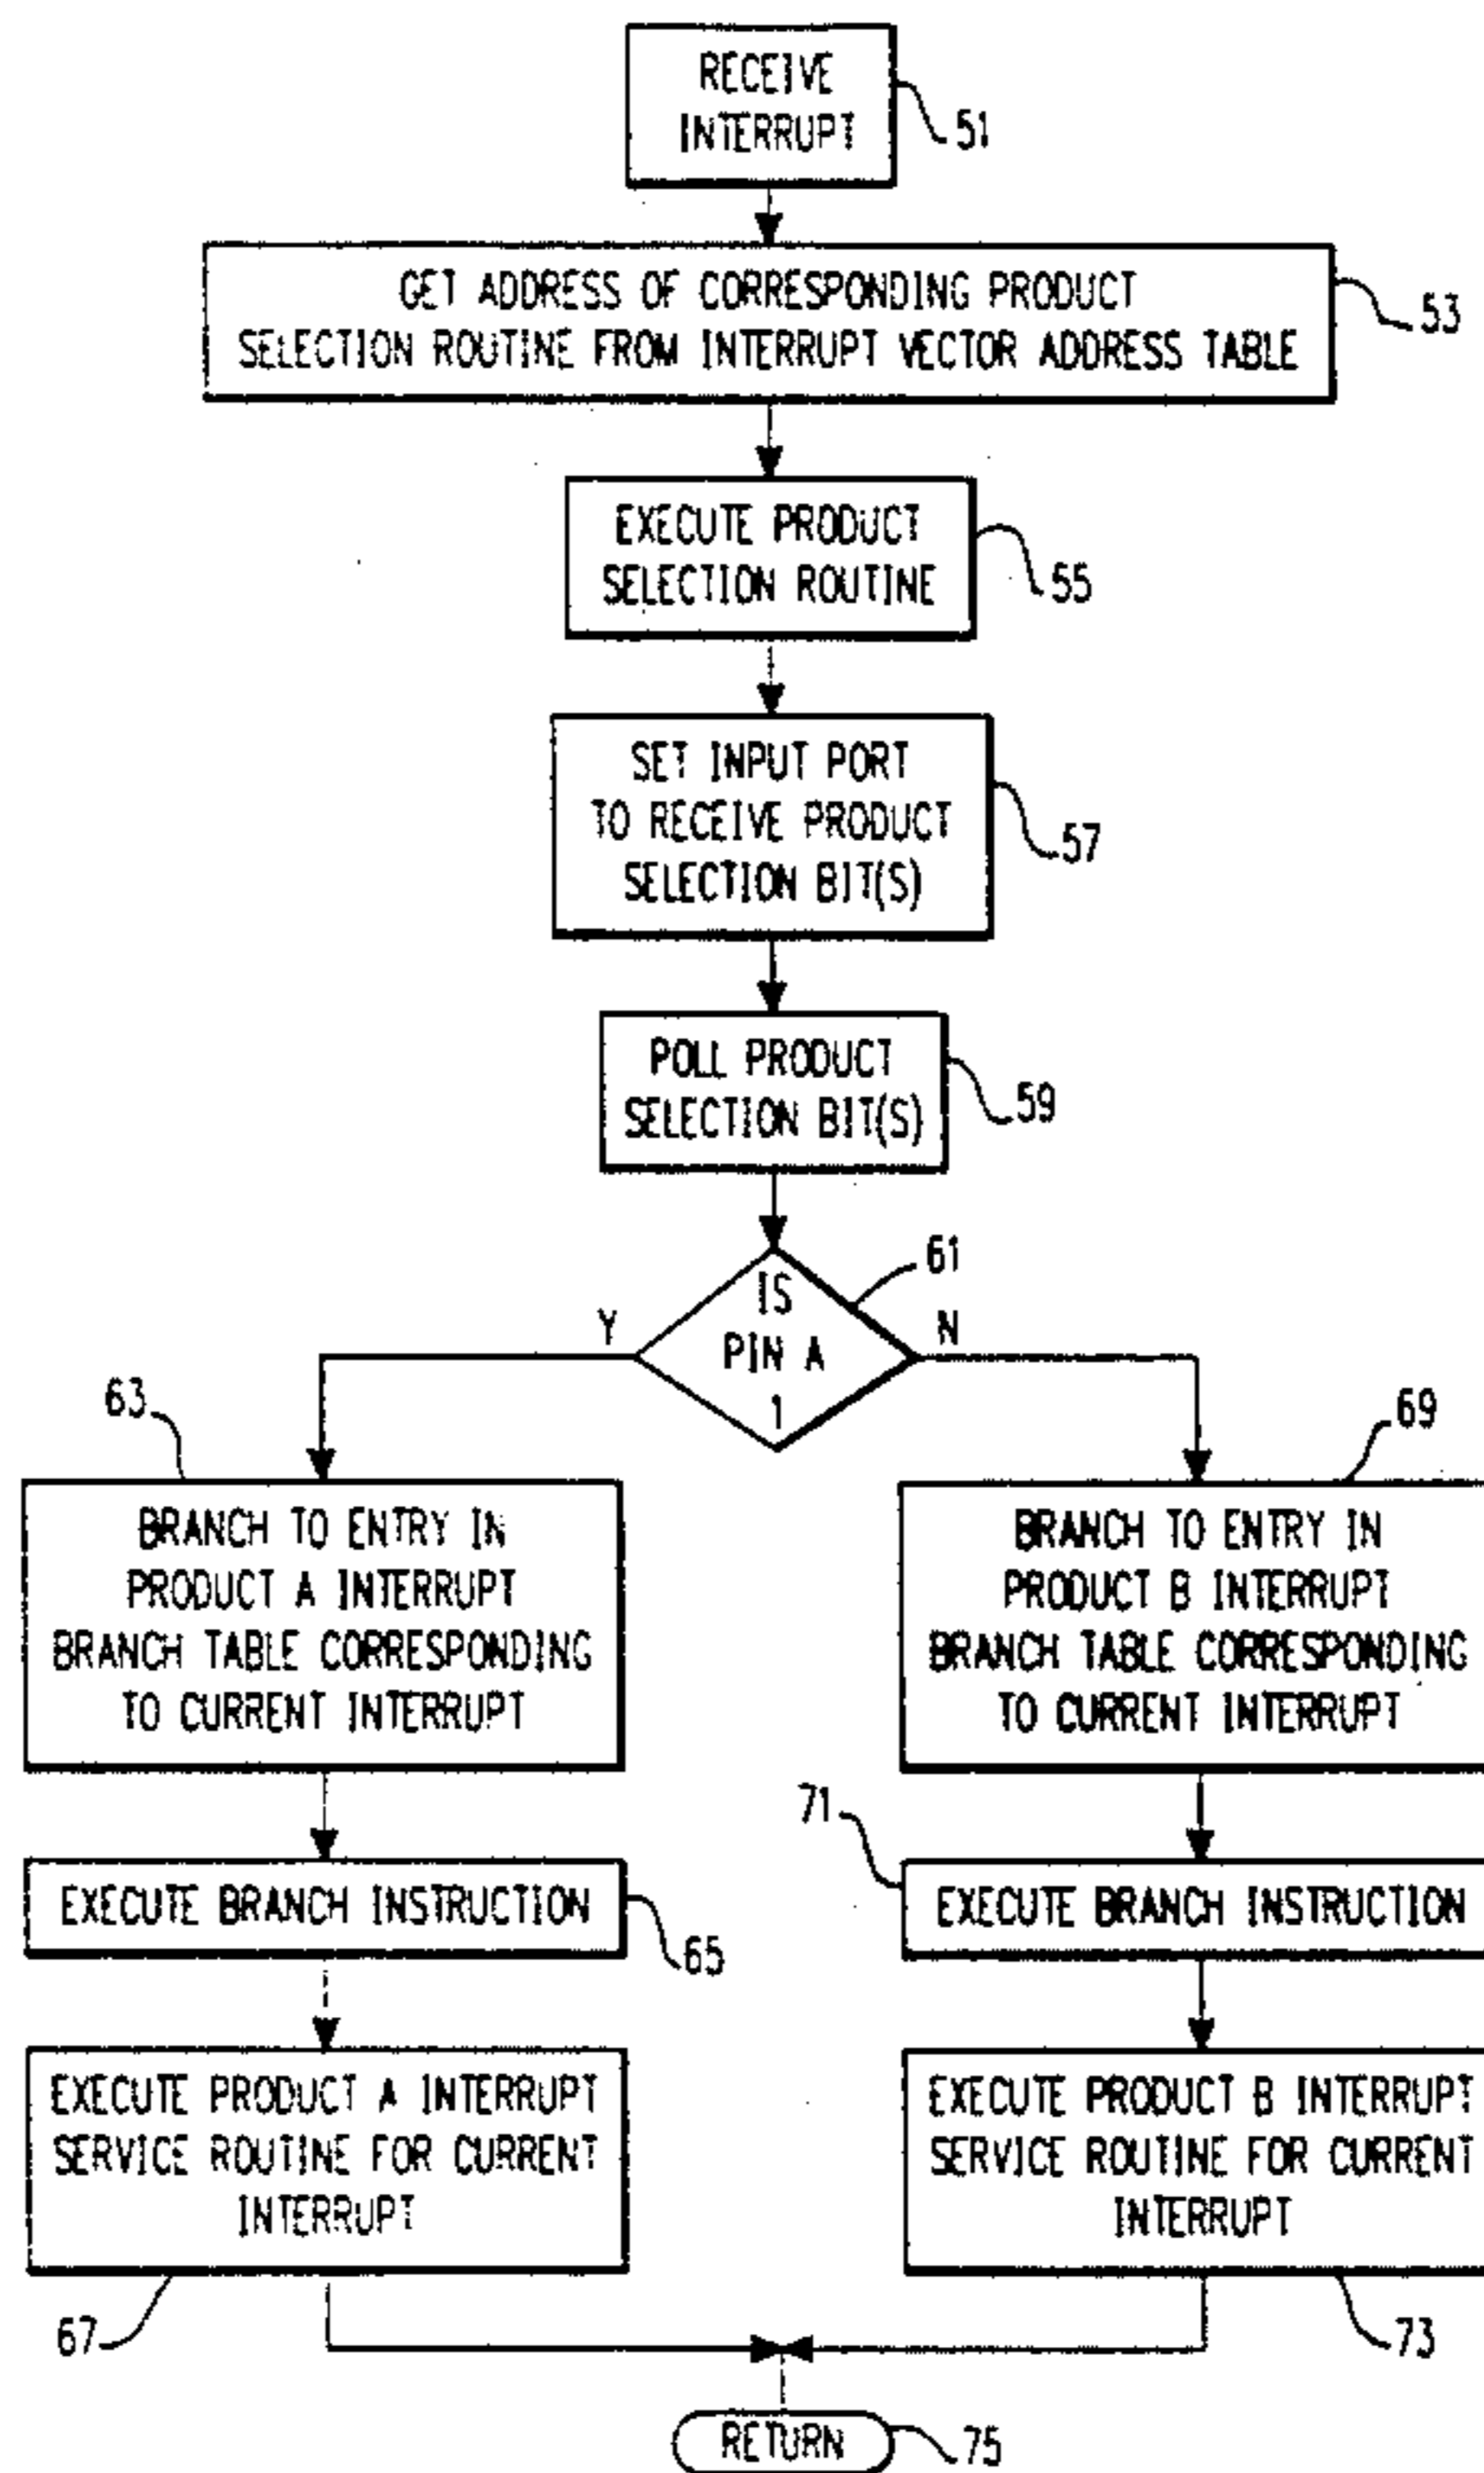 RECEIVE
INTERRUPT
51
GET ADDRESS OF CORRESPONDING PRODUCT
SELECTION ROUTINE FROM INTERRUPT VECTOR ADDRESS TABLE
53
EXECUTE PRODUCT
SELECTION ROUTINE
55
SET INPUT PORT
TO RECEIVE PRODUCT
SELECTION BIT(S)
57
POLL PRODUCT
SELECTION BIT(S)
59
IS
PIN A
1
61
Y
N
63
BRANCH TO ENTRY IN
PRODUCT A INTERRUPT
BRANCH TABLE CORRESPONDING
TO CURRENT INTERRUPT
69
BRANCH TO ENTRY IN
PRODUCT B INTERRUPT
BRANCH TABLE CORRESPONDING
TO CURRENT INTERRUPT
EXECUTE BRANCH INSTRUCTION
65
71
EXECUTE BRANCH INSTRUCTION
EXECUTE PRODUCT A INTERRUPT
SERVICE ROUTINE FOR CURRENT
INTERRUPT
67
EXECUTE PRODUCT B INTERRUPT
SERVICE ROUTINE FOR CURRENT
INTERRUPT
73
RETURN
75